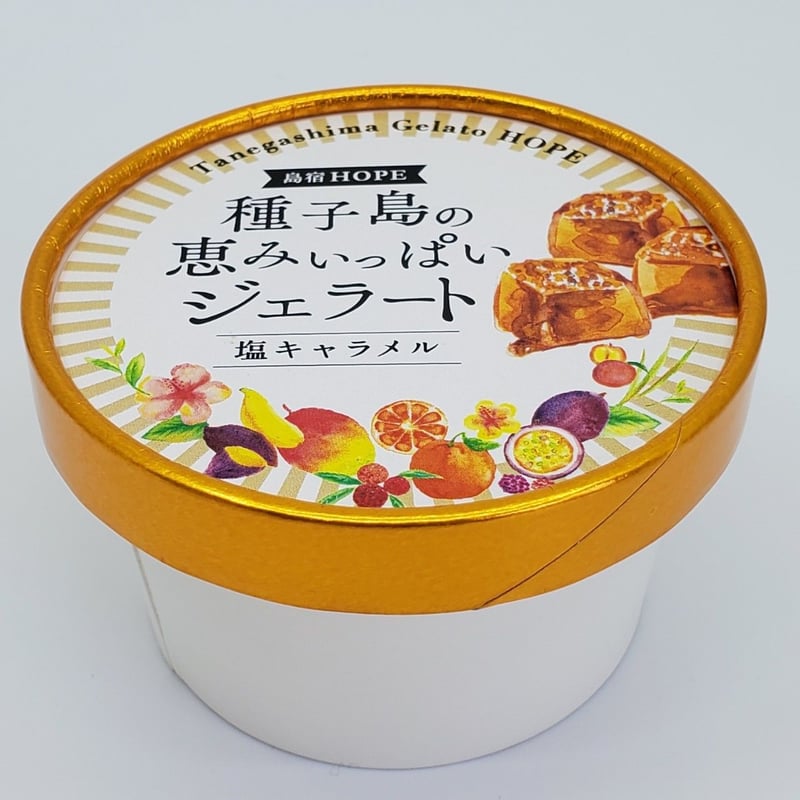 Tanegashima Gelato HOPE
島宿HOPE
種子島の
恵みいっぱい
ジェラート
塩キャラメル